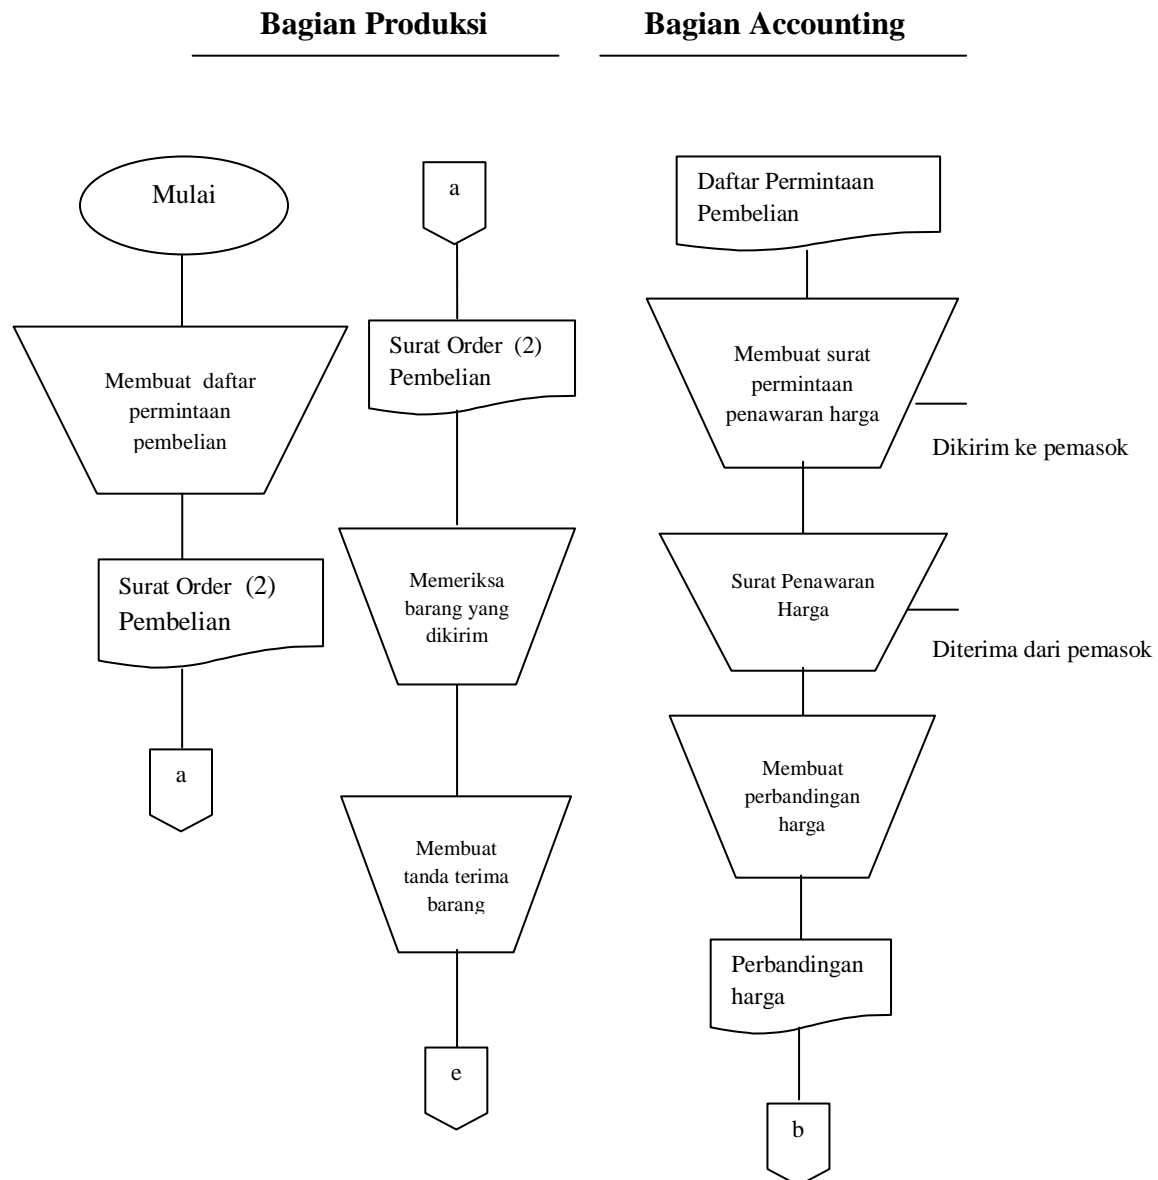 Bagian Produksi
Bagian Accounting
Mulai
Membuat daftar
permintaan
pembelian
Surat Order (2)
Pembelian
a
a
Surat Order (2)
Pembelian
Memeriksa
barang yang
dikirim
Membuat
tanda terima
barang
e
Daftar Permintaan
Pembelian
Membuat surat
permintaan
penawaran harga
Dikirim ke pemasok
Surat Penawaran
Harga
Diterima dari pemasok
Membuat
perbandingan
harga
Perbandingan
harga
b